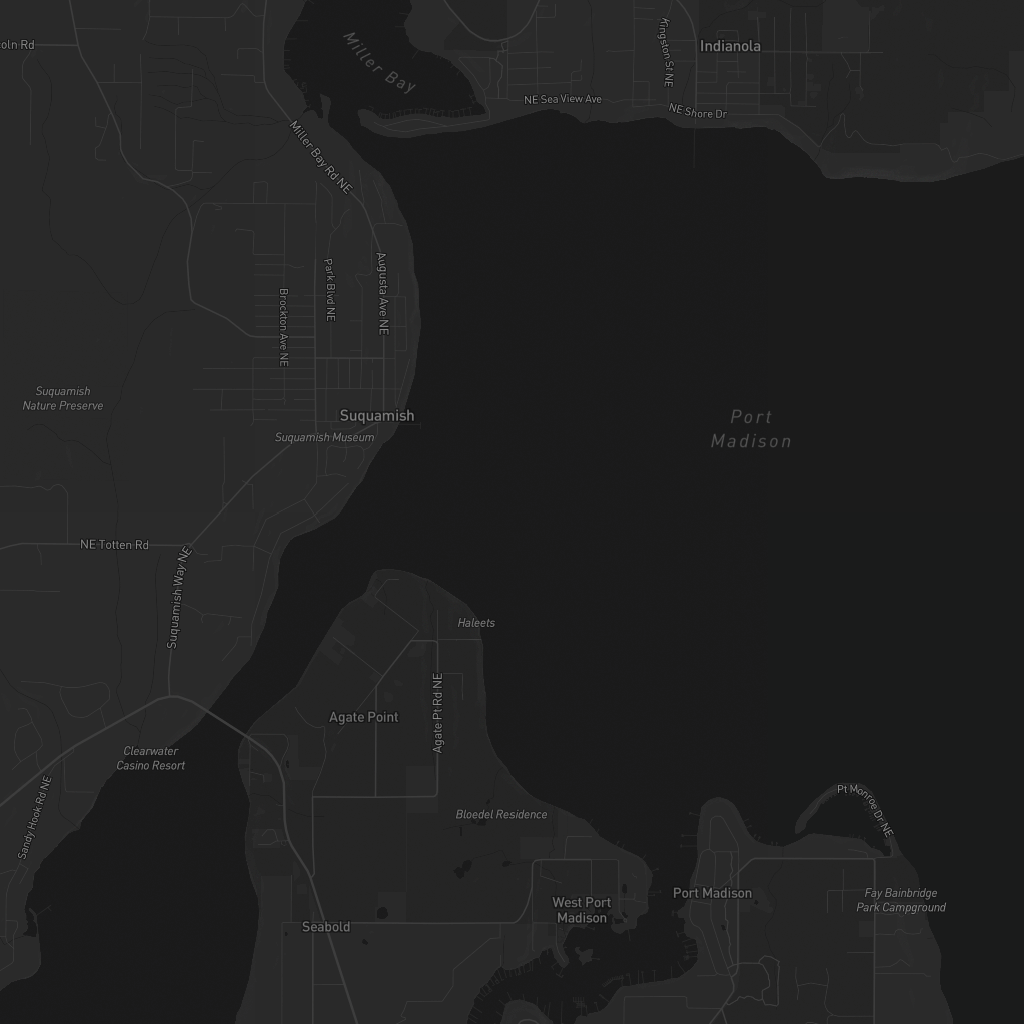 oln Rd
Miller Bay
Indianola
Kingston St NE
NE Sea View Ave
NE Shore Dr
Miller Bay Rd NE
Park Blvd NE
Augusta Ave NE
Brockton Ave NE
Suquamish
Nature Preserve
Suquamish
Suquamish Museum
Port
Madison
NE Totten Rd
Suquamish Way NE
Haleets
Agate Point
Agate Pt Rd NE
Clearwater
Casino Resort
Sandy Hook Rd NE
Bloedel Residence
Pt Monroe Dr NE
Port Madison
Fay Bainbridge
Park Campground
West Port
Madison
Seabold